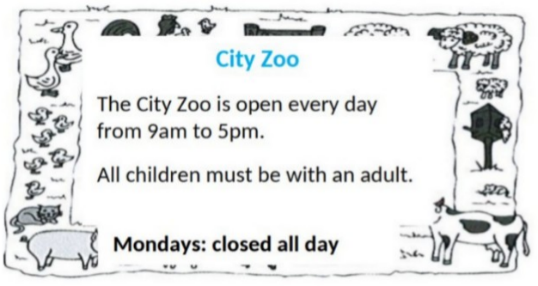 City Zoo
The City Zoo is open every day
from 9am to 5pm.
All children must be with an adult.
Mondays: closed all day